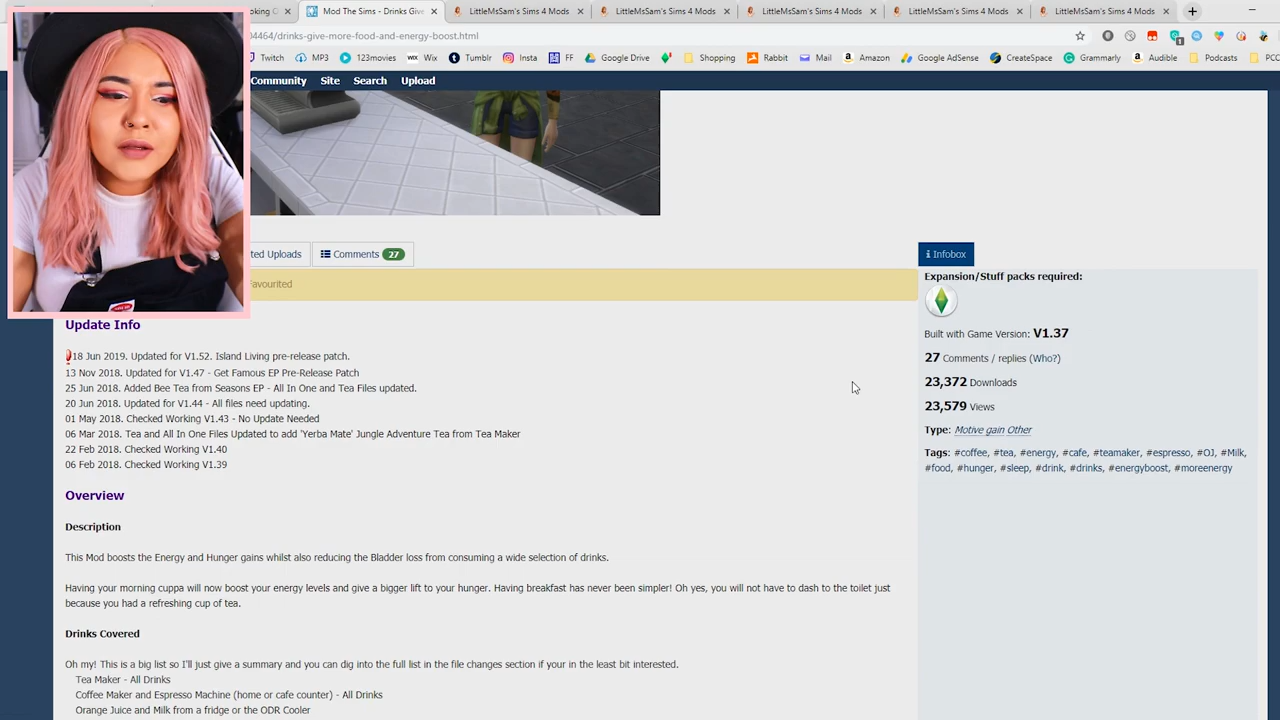 oking G
Mod The Sims - Drinks Give
LittleMsSam's Sims 4 Mods
LittleMsSam's Sims 4 Mods
LittleMsSam's Sims 4 Mods
LittleMsSam's Sims 4 Mods
LittleMsSam's Sims 4 Mods
04464/drinks-give-more-food-and-energy-boost.html
Twitch
MP3
123movies
Wix
Tumblr
Insta
FF
Google Drive
Shopping
Rabbit
Mail
Amazon
Google AdSense
CreateSpace
Grammarly
Audible
Podcasts
PCC
Community Site Search Upload
ted Uploads
Comments 27
Infobox
avourited
Expansion/Stuff packs required:
Built with Game Version: V1.37
27 Comments / replies (Who?)
23,372 Downloads
23,579 Views
Type: Motive gain Other
Tags: #coffee, #tea, #energy, #cafe, #teamaker, #espresso, #OJ, #Milk,
#food, #hunger, #sleep, #drink, #drinks, #energyboost, #moreenergy
Update Info
18 Jun 2019. Updated for V1.52. Island Living pre-release patch.
13 Nov 2018. Updated for V1.47 - Get Famous EP Pre-Release Patch
25 Jun 2018. Added Bee Tea from Seasons EP - All In One and Tea Files updated.
20 Jun 2018. Updated for V1.44 - All files need updating.
01 May 2018. Checked Working V1.43 - No Update Needed
06 Mar 2018. Tea and All In One Files Updated to add 'Yerba Mate' Jungle Adventure Tea from Tea Maker
22 Feb 2018. Checked Working V1.40
06 Feb 2018. Checked Working V1.39
Overview
Description
This Mod boosts the Energy and Hunger gains whilst also reducing the Bladder loss from consuming a wide selection of drinks.
Having your morning cuppa will now boost your energy levels and give a bigger lift to your hunger. Having breakfast has never been simpler! Oh yes, you will not have to dash to the toilet just
because you had a refreshing cup of tea.
Drinks Covered
Oh my! This is a big list so I'll just give a summary and you can dig into the full list in the file changes section if your in the least bit interested.
Tea Maker - All Drinks
Coffee Maker and Espresso Machine (home or cafe counter) - All Drinks
Orange Juice and Milk from a fridge or the ODR Cooler